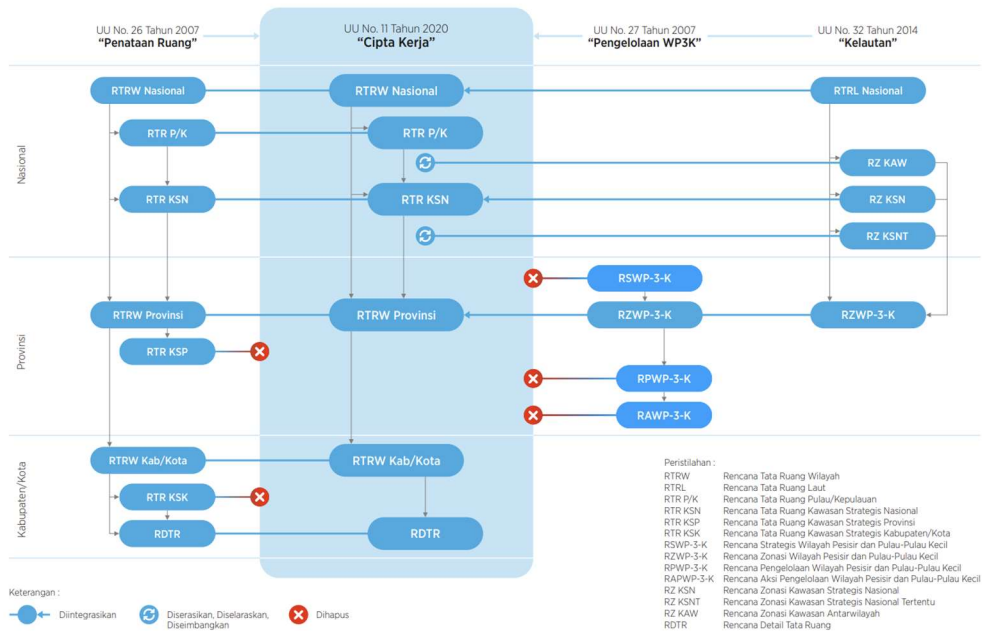 UU No. 26 Tahun 2007
“Penataan Ruang”
UU No. 11 Tahun 2020
“Cipta Kerja”
UU No. 27 Tahun 2007
“Pengelolaan WP3K”
UU No. 32 Tahun 2014
“Kelautan”
Nasional
RTRW Nasional
RTRW Nasional
RTRL Nasional
RTR P/K
RTR P/K
RZ KAW
RTR KSN
RTR KSN
RZ KSN
RZ KSNT
Provinsi
RSWP-3-K
RTRW Provinsi
RTRW Provinsi
RZWP-3-K
RZWP-3-K
RTR KSP
RPWP-3-K
RAWP-3-K
Kabupaten/Kota
RTRW Kab/Kota
RTRW Kab/Kota
RTR KSK
RDTR
RDTR
Peristilahan :
RTRW Rencana Tata Ruang Wilayah
RTRL Rencana Tata Ruang Laut
RTR P/K Rencana Tata Ruang Pulau/Kepulauan
RTR KSN Rencana Tata Ruang Kawasan Strategis Nasional
RTR KSP Rencana Tata Ruang Kawasan Strategis Provinsi
RTR KSK Rencana Tata Ruang Kawasan Strategis Kabupaten/Kota
RSWP-3-K Rencana Strategis Wilayah Pesisir dan Pulau-Pulau Kecil
RZWP-3-K Rencana Zonasi Wilayah Pesisir dan Pulau-Pulau Kecil
RPWP-3-K Rencana Pengelolaan Wilayah Pesisir dan Pulau-Pulau Kecil
RAPWP-3-K Rencana Aksi Pengelolaan Wilayah Pesisir dan Pulau-Pulau Kecil
RZ KSN Rencana Zonasi Kawasan Strategis Nasional
RZ KSNT Rencana Zonasi Kawasan Strategis Nasional Tertentu
RZ KAW Rencana Zonasi Kawasan Antarwilayah
RDTR Rencana Detail Tata Ruang
Keterangan :
Diintegrasikan
Diserasikan, Diselaraskan,
Diseimbangkan
Dihapus